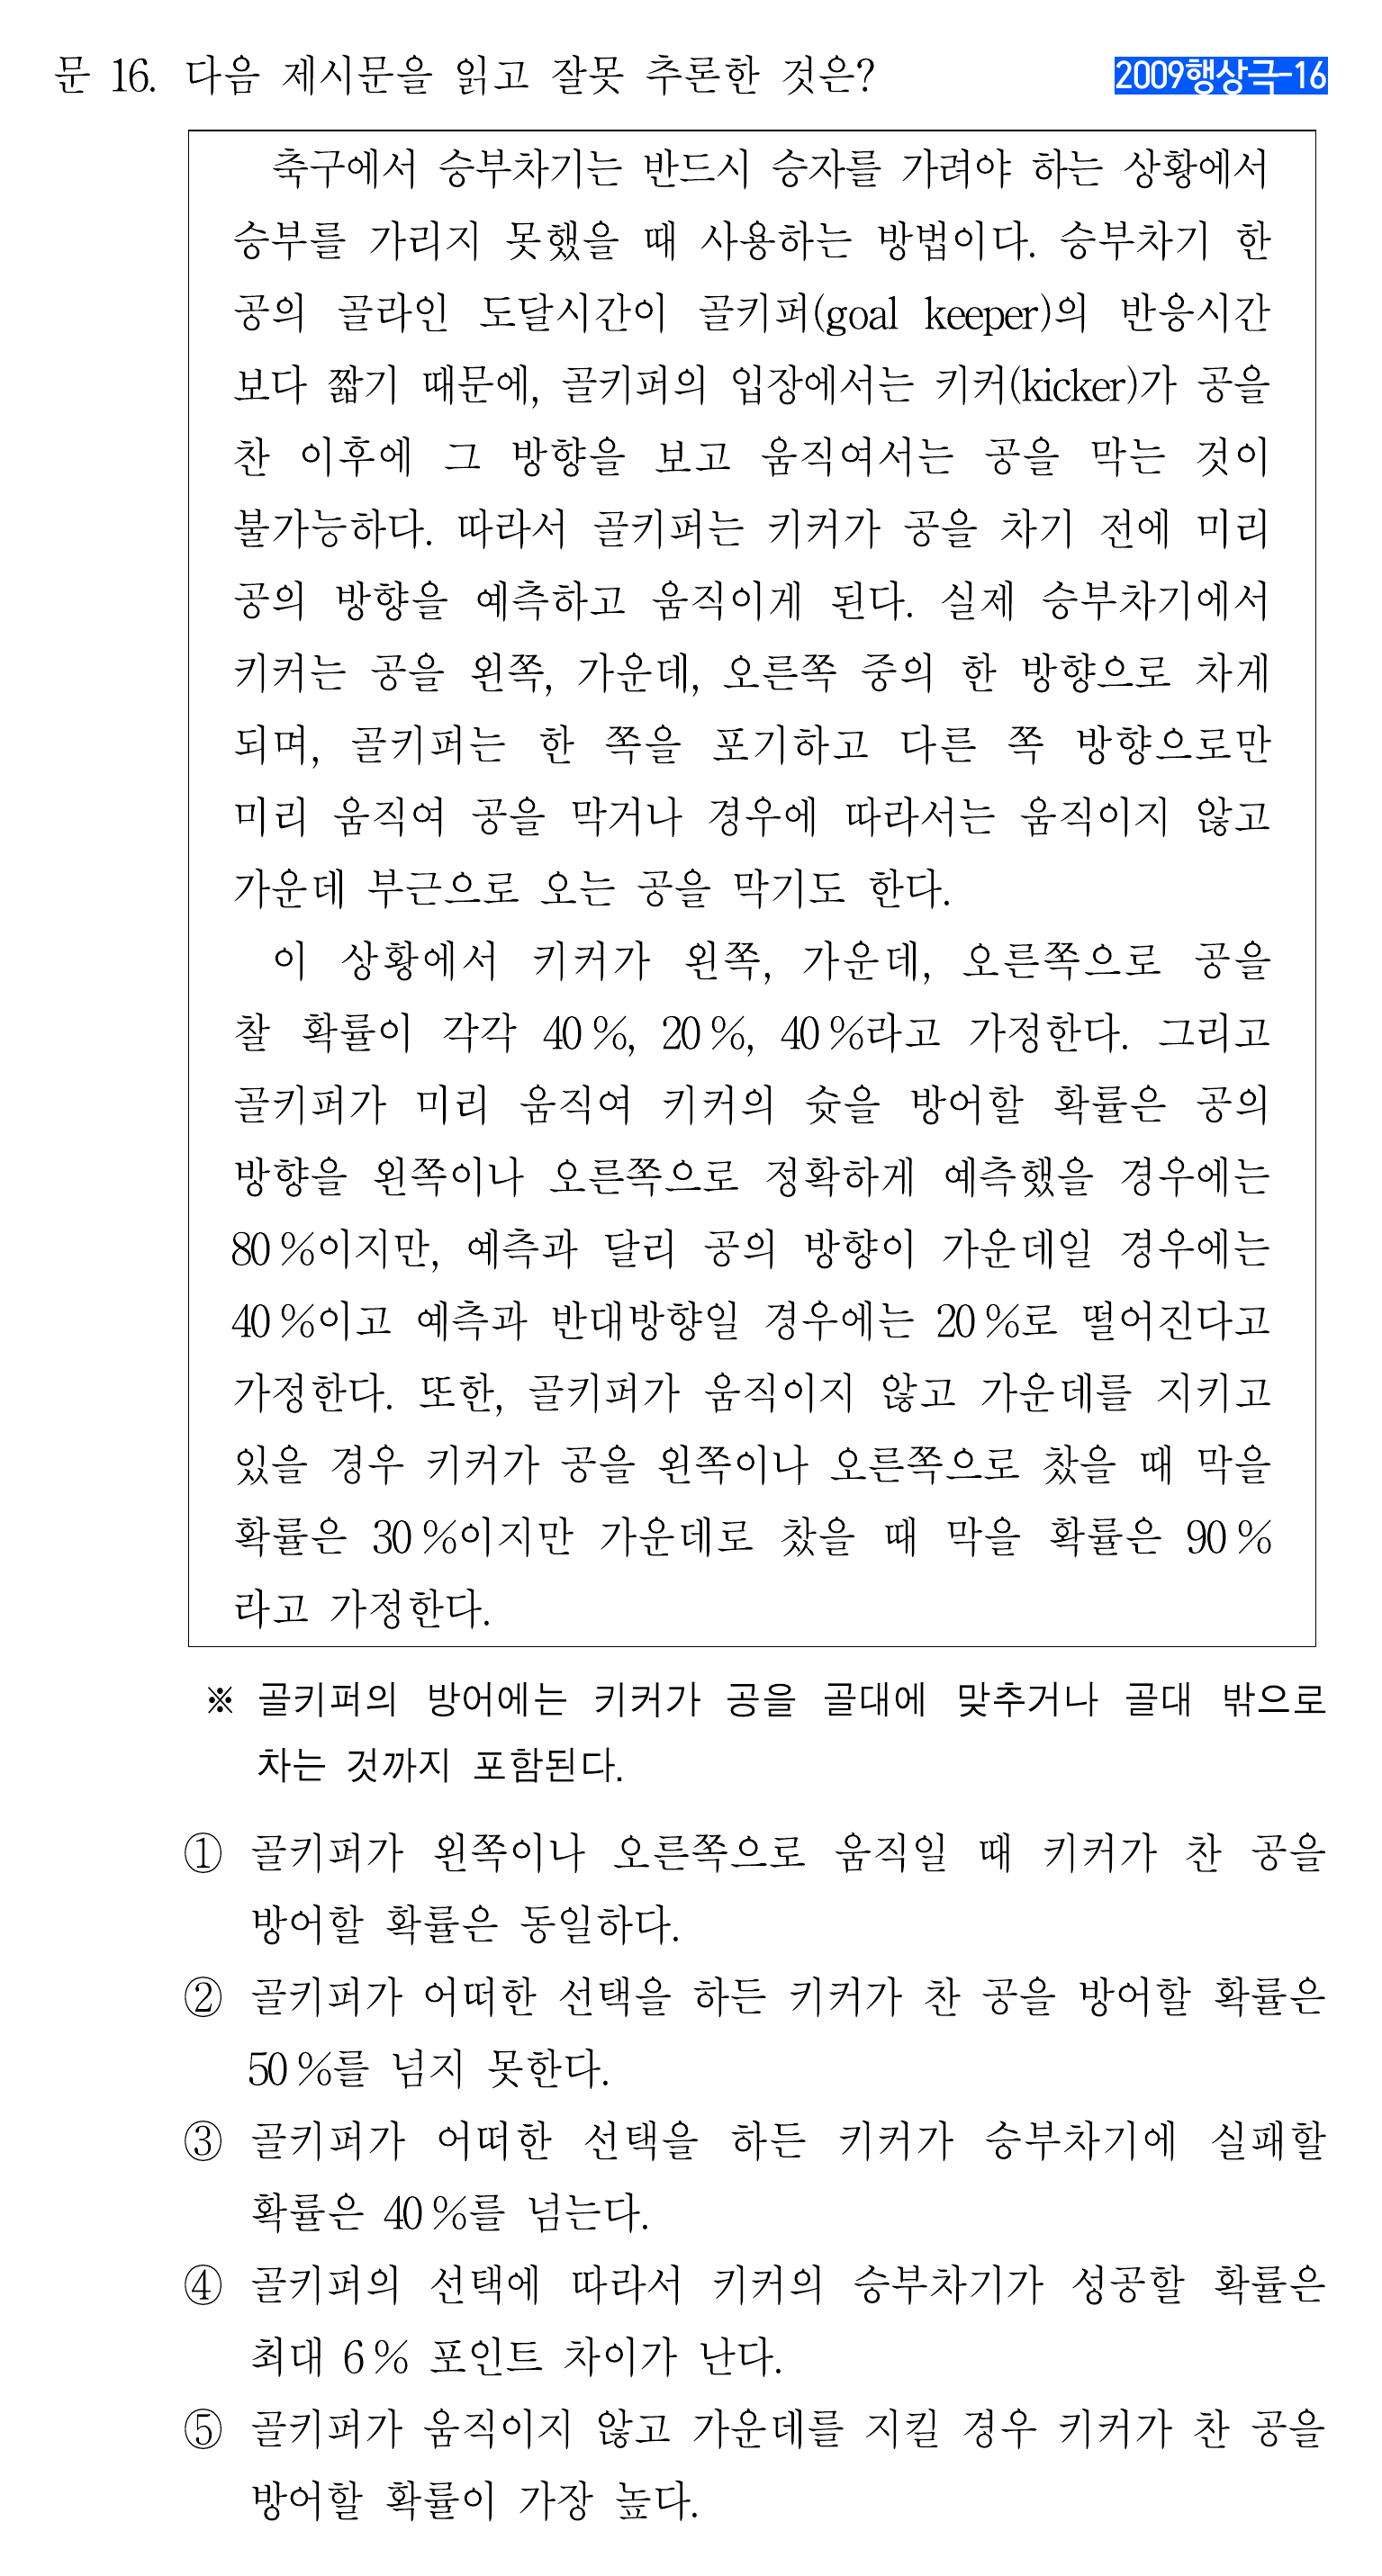 문 16. 다음 제시문을 읽고 잘못 추론한 것은?
2009행상극-16
축구에서 승부차기는 반드시 승자를 가려야 하는 상황에서
승부를 가리지 못했을 때 사용하는 방법이다. 승부차기 한
공의 골라인 도달시간이 골키퍼(goal keeper)의 반응시간
보다 짧기 때문에, 골키퍼의 입장에서는 키커(kicker)가 공을
찬 이후에 그 방향을 보고 움직여서는 공을 막는 것이
불가능하다. 따라서 골키퍼는 키커가 공을 차기 전에 미리
공의 방향을 예측하고 움직이게 된다. 실제 승부차기에서
키커는 공을 왼쪽, 가운데, 오른쪽 중의 한 방향으로 차게
되며, 골키퍼는 한 쪽을 포기하고 다른 쪽 방향으로만
미리 움직여 공을 막거나 경우에 따라서는 움직이지 않고
가운데 부근으로 오는 공을 막기도 한다.
이 상황에서 키커가 왼쪽, 가운데, 오른쪽으로 공을
찰 확률이 각각 40 %, 20 %, 40 %라고 가정한다. 그리고
골키퍼가 미리 움직여 키커의 슛을 방어할 확률은 공의
방향을 왼쪽이나 오른쪽으로 정확하게 예측했을 경우에는
80 %이지만, 예측과 달리 공의 방향이 가운데일 경우에는
40 %이고 예측과 반대방향일 경우에는 20 %로 떨어진다고
가정한다. 또한, 골키퍼가 움직이지 않고 가운데를 지키고
있을 경우 키커가 공을 왼쪽이나 오른쪽으로 찼을 때 막을
확률은 30 %이지만 가운데로 찼을 때 막을 확률은 90 %
라고 가정한다.
※ 골키퍼의 방어에는 키커가 공을 골대에 맞추거나 골대 밖으로
차는 것까지 포함된다.
① 골키퍼가 왼쪽이나 오른쪽으로 움직일 때 키커가 찬 공을
방어할 확률은 동일하다.
② 골키퍼가 어떠한 선택을 하든 키커가 찬 공을 방어할 확률은
50 %를 넘지 못한다.
③ 골키퍼가 어떠한 선택을 하든 키커가 승부차기에 실패할
확률은 40 %를 넘는다.
④ 골키퍼의 선택에 따라서 키커의 승부차기가 성공할 확률은
최대 6 % 포인트 차이가 난다.
⑤ 골키퍼가 움직이지 않고 가운데를 지킬 경우 키커가 찬 공을
방어할 확률이 가장 높다.